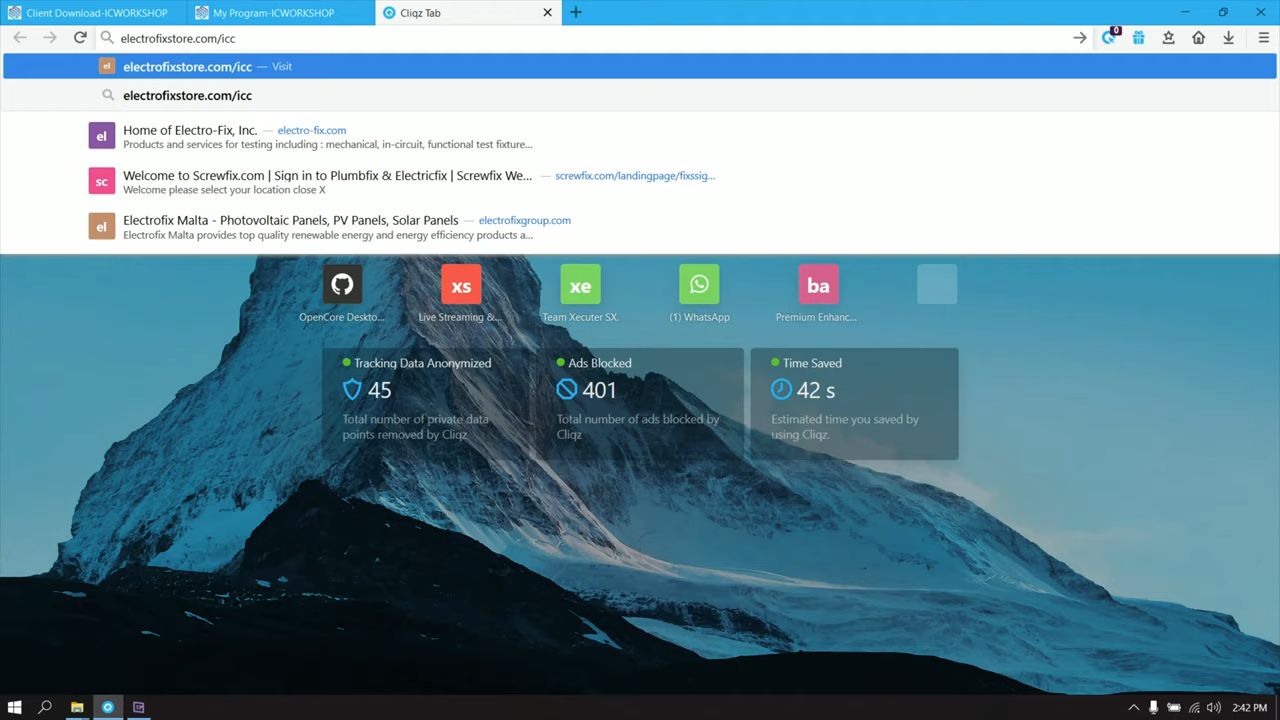 Client Download-ICWORKSHOP
My Program-ICWORKSHOP
Cliqz Tab
electrofixstore.com/icc
0
el electrofixstore.com/icc — Visit
electrofixstore.com/icc
el Home of Electro-Fix, Inc. — electro-fix.com
Products and services for testing including : mechanical, in-circuit, functional test fixture...
sc Welcome to Screwfix.com | Sign in to Plumbfix & Electricfix | Screwfix We... — screwfix.com/landingpage/fixssig...
Welcome please select your location close X
el Electrofix Malta - Photovoltaic Panels, PV Panels, Solar Panels — electrofixgroup.com
Electrofix Malta provides top quality renewable energy and energy efficiency products a...
xs xe ba
OpenCore Deskto... Live Streaming &... Team Xecuter SX. (1) WhatsApp Premium Enhanc...
Tracking Data Anonymized
45
Total number of private data
points removed by Cliqz
Ads Blocked
401
Total number of ads blocked by
Cliqz
Time Saved
42 s
Estimated time you saved by
using Cliqz.
2:42 PM